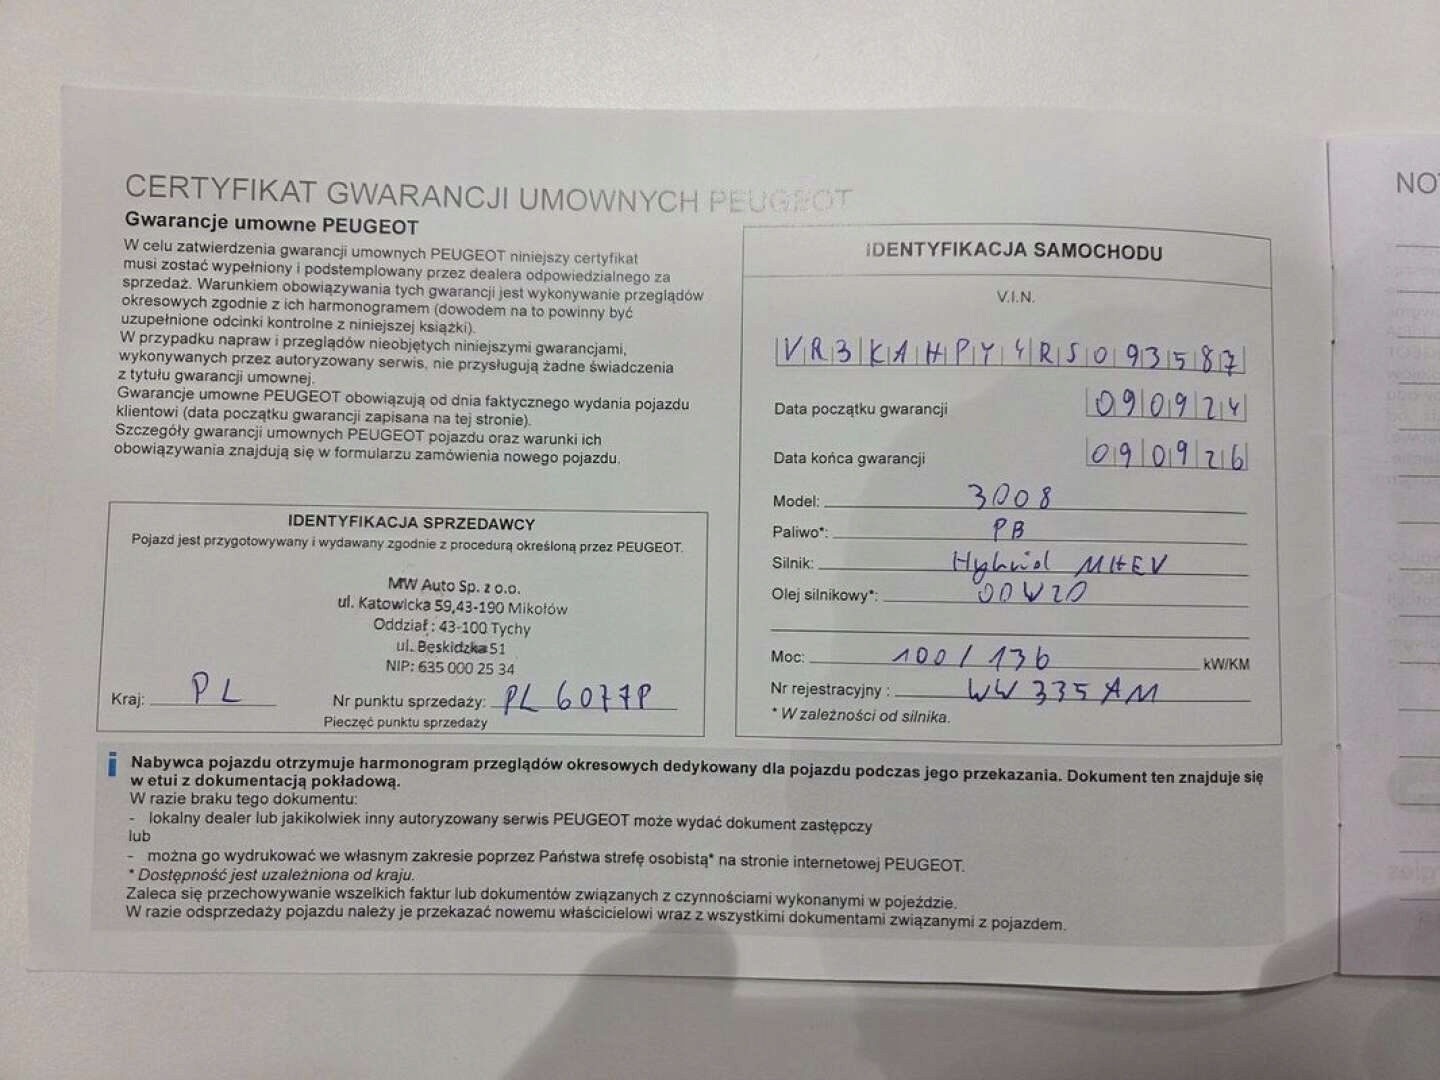 CERTYFIKAT GWARANCJI UMOWNYCH PEUGEOT
Gwarancje umowne PEUGEOT
W celu zatwierdzenia gwarancji umownych PEUGEOT niniejszy certyfikat
musi zostać wypełniony i podstemplowany przez dealera odpowiedzialnego za
sprzedaż. Warunkiem obowiązywania tych gwarancji jest wykonywanie przeglądów
okresowych zgodnie z ich harmonogramem (dowodem na to powinny być
uzupełnione odcinki kontrolne z niniejszej książki).
W przypadku napraw i przeglądów nieobjętych niniejszymi gwarancjami,
wykonywanych przez autoryzowany serwis, nie przysługują żadne świadczenia
z tytułu gwarancji umownej.
Gwarancje umowne PEUGEOT obowiązują od dnia faktycznego wydania pojazdu
klientowi (data początku gwarancji zapisana na tej stronie).
Szczegóły gwarancji umownych PEUGEOT pojazdu oraz warunki ich
obowiązywania znajdują się w formularzu zamówienia nowego pojazdu.
IDENTYFIKACJA SPRZEDAWCY
Pojazd jest przygotowywany i wydawany zgodnie z procedurą określoną przez PEUGEOT.
MW Auto Sp. z o.o.
ul. Katowicka 59,43-190 Mikołów
Oddział : 43-100 Tychy
ul. Beskidzka 51
NIP: 635 000 25 34
Kraj: PL Nr punktu sprzedaży: PL 6077P
Pieczęć punktu sprzedaży
IDENTYFIKACJA SAMOCHODU
V.I.N.
VR3KAHPY4RS093587
Data początku gwarancji 090924
Data końca gwarancji 090926
Model: 3008
Paliwo*: PB
Silnik: Hybrid MHEV
Olej silnikowy*: 00W20
Moc: 100/136 kW/KM
Nr rejestracyjny : WW 335AM
* W zależności od silnika.
i Nabywca pojazdu otrzymuje harmonogram przeglądów okresowych dedykowany dla pojazdu podczas jego przekazania. Dokument ten znajduje się
w etui z dokumentacją pokładową.
W razie braku tego dokumentu:
- lokalny dealer lub jakikolwiek inny autoryzowany serwis PEUGEOT może wydać dokument zastępczy
lub
- można go wydrukować we własnym zakresie poprzez Państwa strefę osobistą* na stronie internetowej PEUGEOT.
* Dostępność jest uzależniona od kraju.
Zaleca się przechowywanie wszelkich faktur lub dokumentów związanych z czynnościami wykonanymi w pojeździe.
W razie odsprzedaży pojazdu należy je przekazać nowemu właścicielowi wraz z wszystkimi dokumentami związanymi z pojazdem.